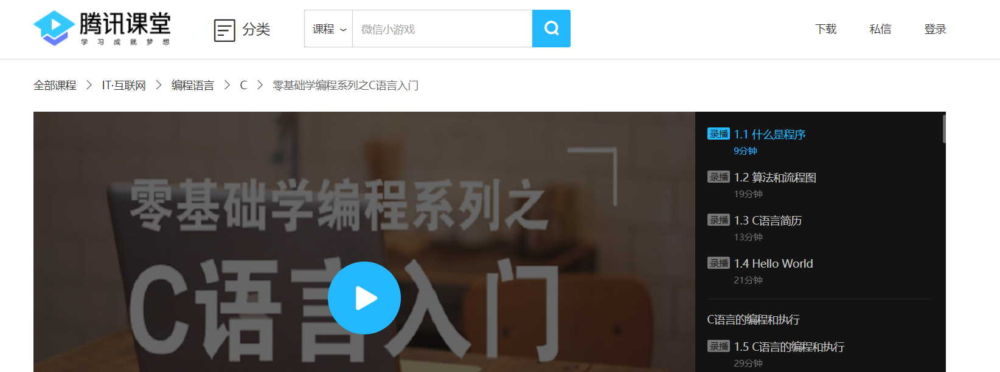 腾讯课堂
学习成就梦想
分类
课程
微信小游戏
下载
私信
登录
全部课程 > IT·互联网 > 编程语言 > C > 零基础学编程系列之C语言入门
零基础学编程系列之
C语言入门
录播 1.1 什么是程序
9分钟
录播 1.2 算法和流程图
19分钟
录播 1.3 C语言简历
13分钟
录播 1.4 Hello World
21分钟
C语言的编程和执行
录播 1.5 C语言的编程和执行
29分钟